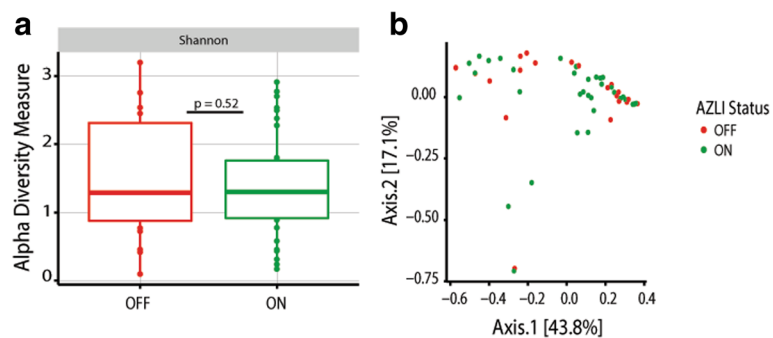 a
Shannon
Alpha Diversity Measure
3
2
1
0
p = 0.52
OFF
ON
b
Axis.2 [17.1%]
0.00
−0.25
−0.50
−0.75
−0.6
−0.4
−0.2
0.0
0.2
0.4
Axis.1 [43.8%]
AZLI Status
OFF
ON